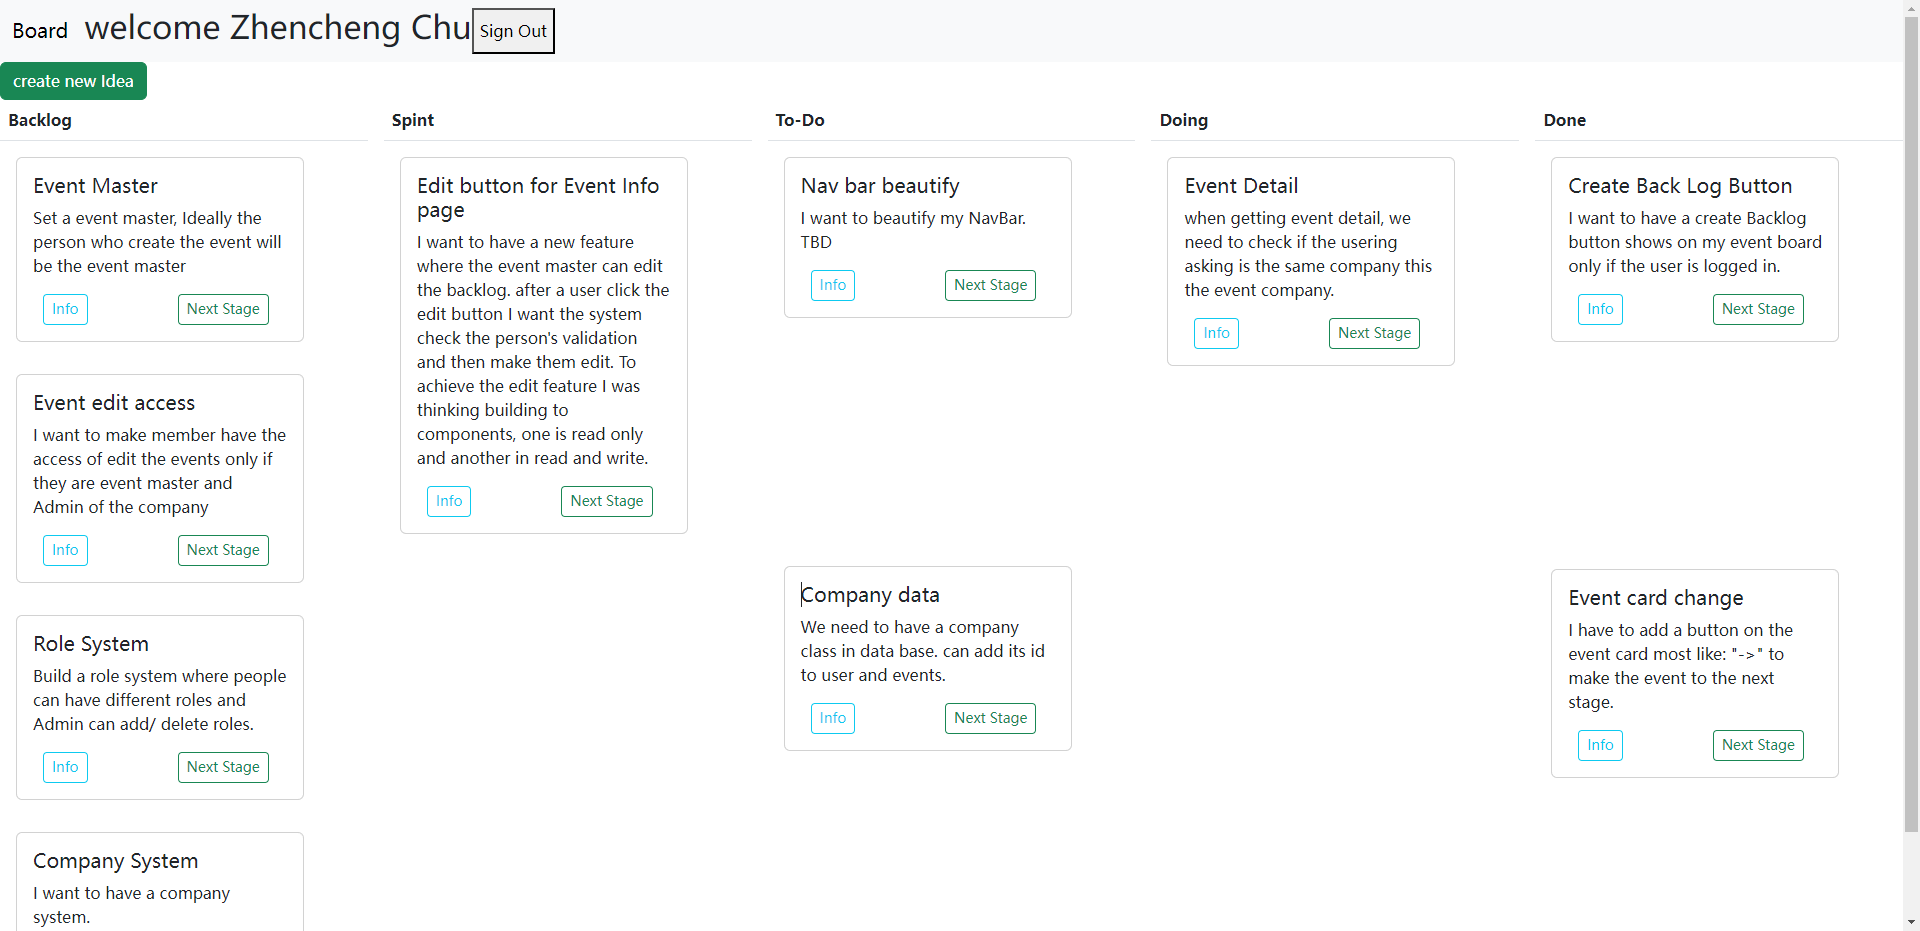 Board welcome Zhencheng Chu Sign Out
create new Idea
Backlog
Event Master
Set a event master, Ideally the
person who create the event will
be the event master
Info Next Stage
Event edit access
I want to make member have the
access of edit the events only if
they are event master and
Admin of the company
Info Next Stage
Role System
Build a role system where people
can have different roles and
Admin can add/ delete roles.
Info Next Stage
Company System
I want to have a company
system.
Spint
Edit button for Event Info
page
I want to have a new feature
where the event master can edit
the backlog. after a user click the
edit button I want the system
check the person's validation
and then make them edit. To
achieve the edit feature I was
thinking building to
components, one is read only
and another in read and write.
Info Next Stage
To-Do
Nav bar beautify
I want to beautify my NavBar.
TBD
Info Next Stage
Company data
We need to have a company
class in data base. can add its id
to user and events.
Info Next Stage
Doing
Event Detail
when getting event detail, we
need to check if the usering
asking is the same company this
the event company.
Info Next Stage
Done
Create Back Log Button
I want to have a create Backlog
button shows on my event board
only if the user is logged in.
Info Next Stage
Event card change
I have to add a button on the
event card most like: "->" to
make the event to the next
stage.
Info Next Stage